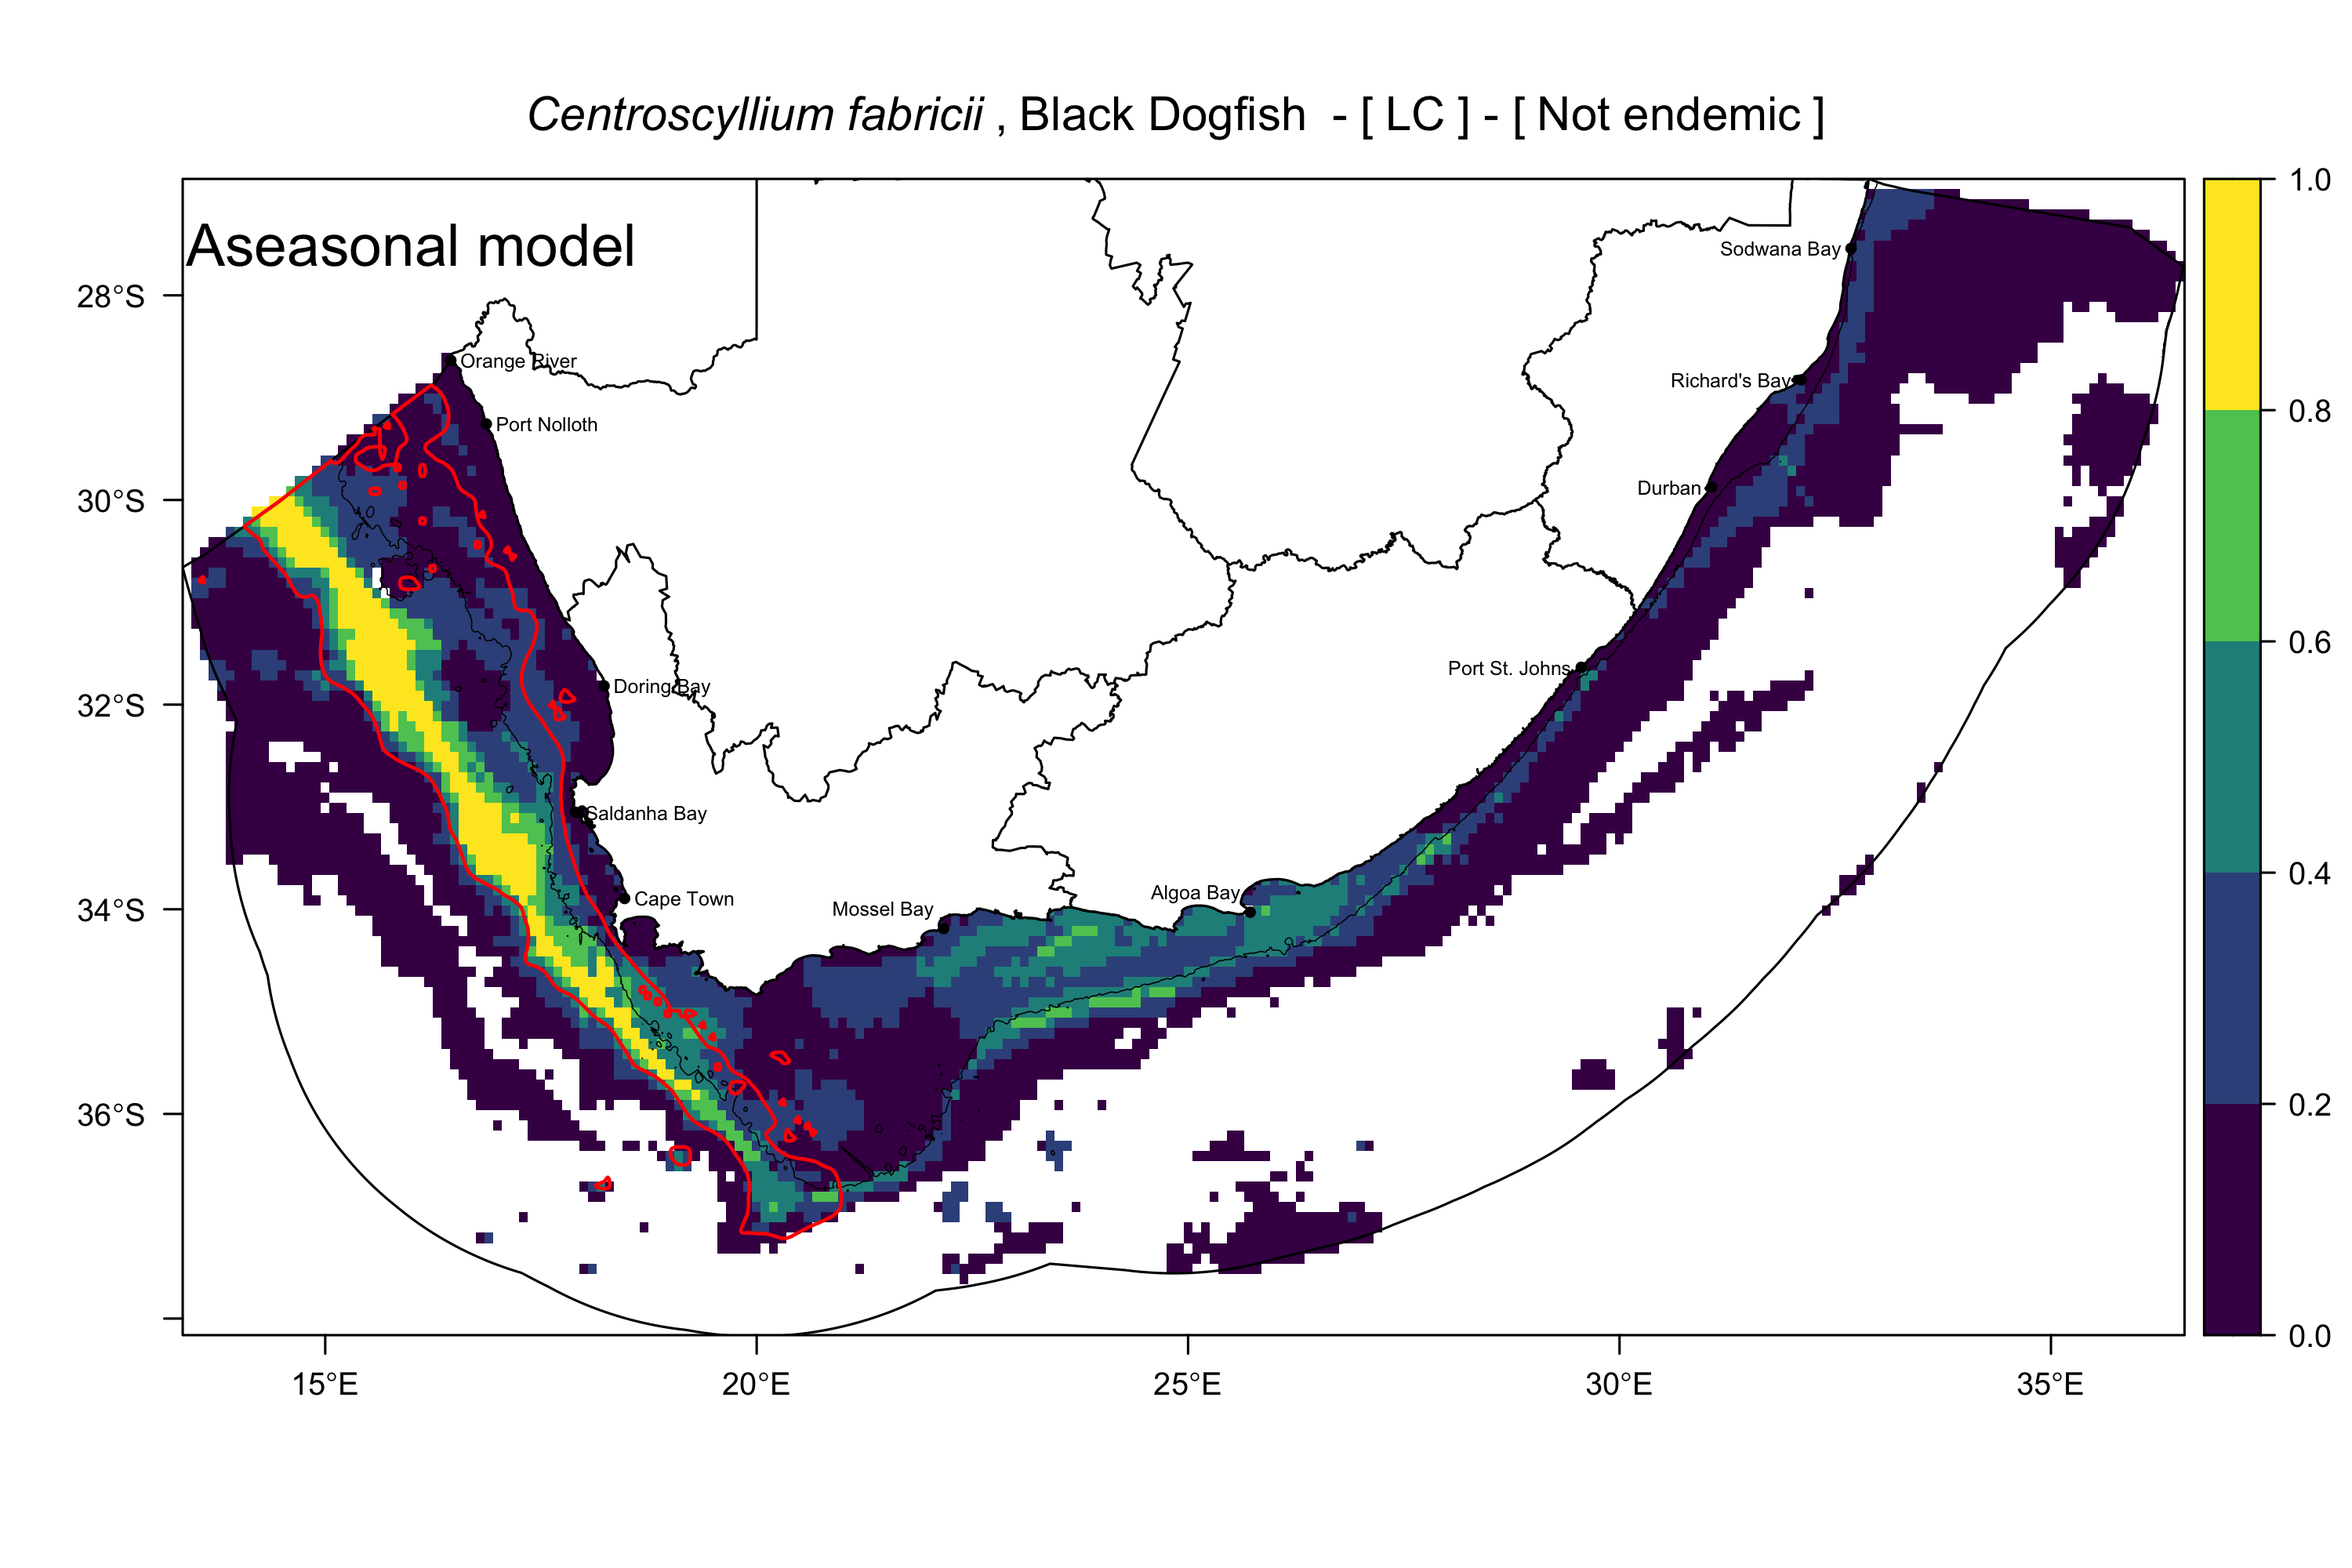 Centroscyllium fabricii , Black Dogfish - [ LC ] - [ Not endemic ]
Aseasonal model
1.0
0.8
0.6
0.4
0.2
0.0
28°S
30°S
32°S
34°S
36°S
15°E
20°E
25°E
30°E
35°E
Sodwana Bay
Orange River
Richard's Bay
Port Nolloth
Durban
Port St. Johns
Doring Bay
Saldanha Bay
Algoa Bay
Cape Town
Mossel Bay